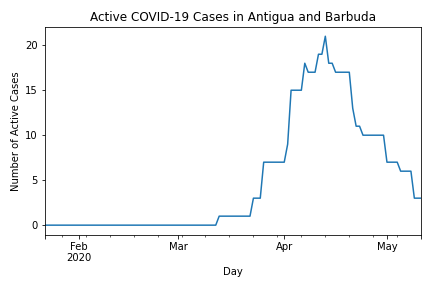 Active COVID-19 Cases in Antigua and Barbuda
Number of Active Cases
20
15
10
5
0
Feb Mar Apr May
2020
Day